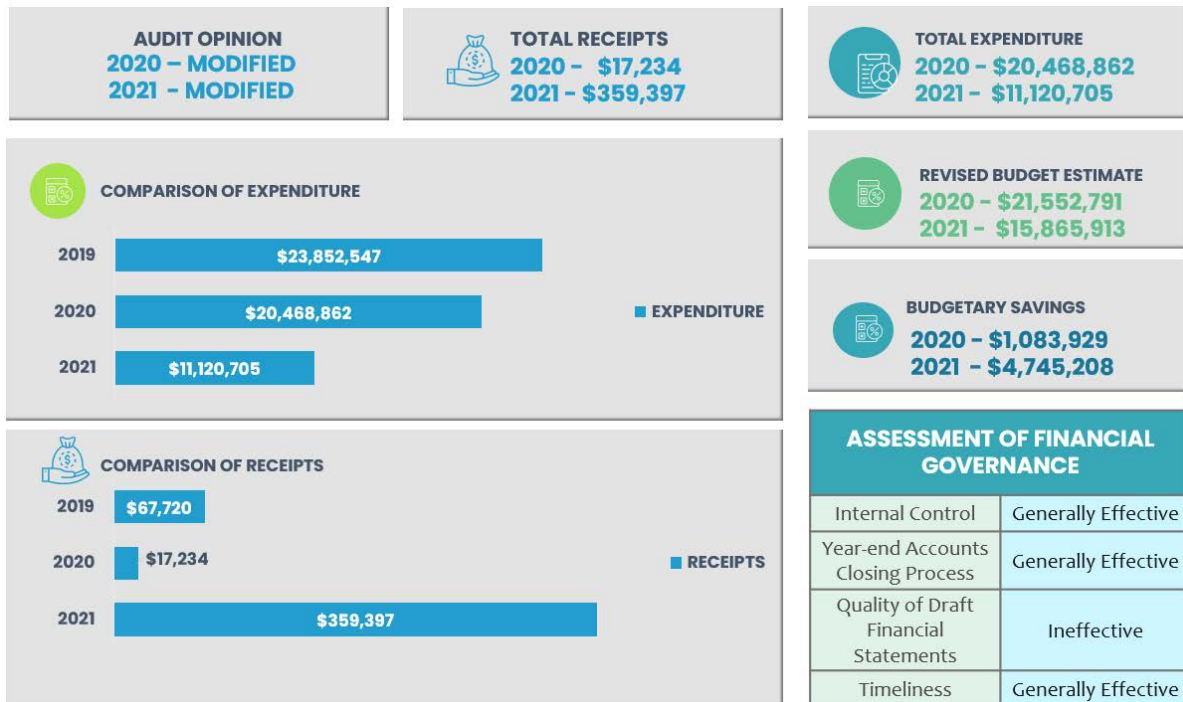 AUDIT OPINION
2020 – MODIFIED
2021 – MODIFIED
TOTAL RECEIPTS
2020 - $17,234
2021 - $359,397
TOTAL EXPENDITURE
2020 - $20,468,862
2021 - $11,120,705
COMPARISON OF EXPENDITURE
2019
$23,852,547
2020
$20,468,862
2021
$11,120,705
EXPENDITURE
REVISED BUDGET ESTIMATE
2020 - $21,552,791
2021 - $15,865,913
BUDGETARY SAVINGS
2020 - $1,083,929
2021 - $4,745,208
COMPARISON OF RECEIPTS
2019
$67,720
2020
$17,234
2021
$359,397
RECEIPTS
ASSESSMENT OF FINANCIAL
GOVERNANCE
Internal Control
Generally Effective
Year-end Accounts
Closing Process
Generally Effective
Quality of Draft
Financial
Statements
Ineffective
Timeliness
Generally Effective